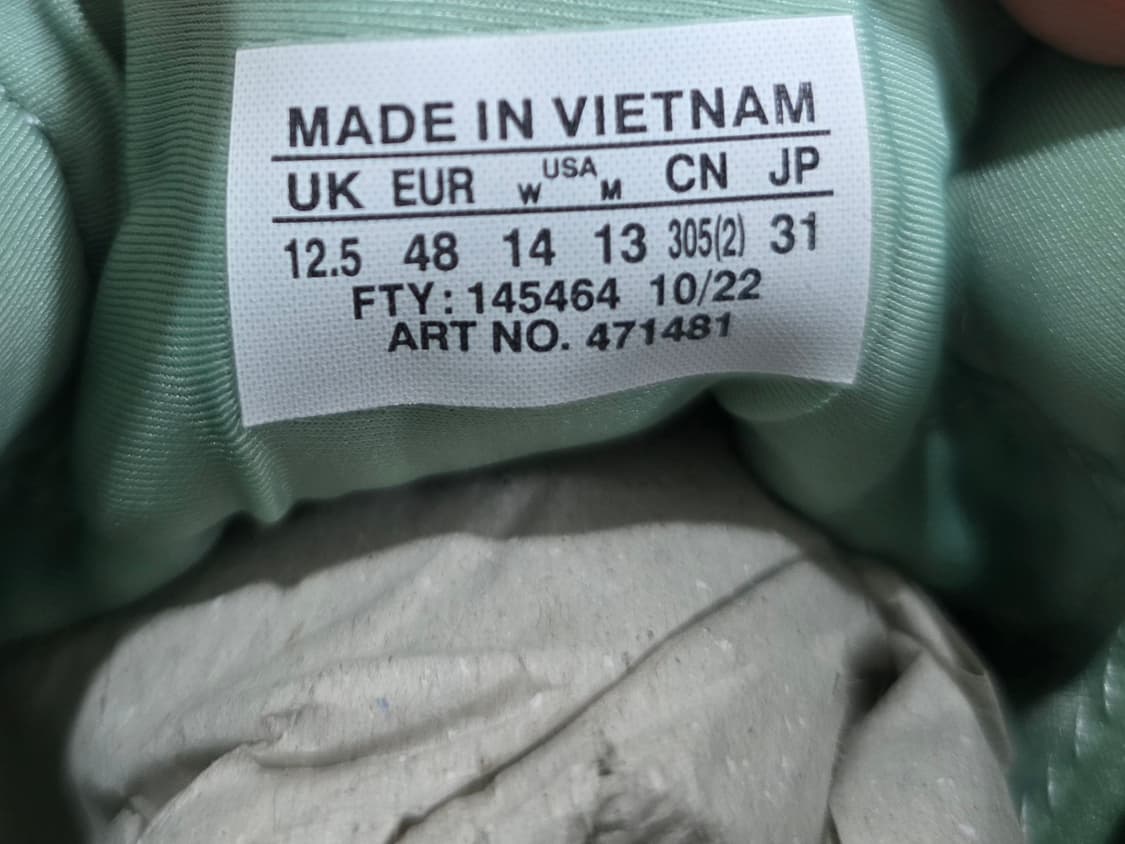 MADE IN VIETNAM
UK EUR W USA M CN JP
12.5 48 14 13 305(2) 31
FTY: 145464 10/22
ART NO. 471481